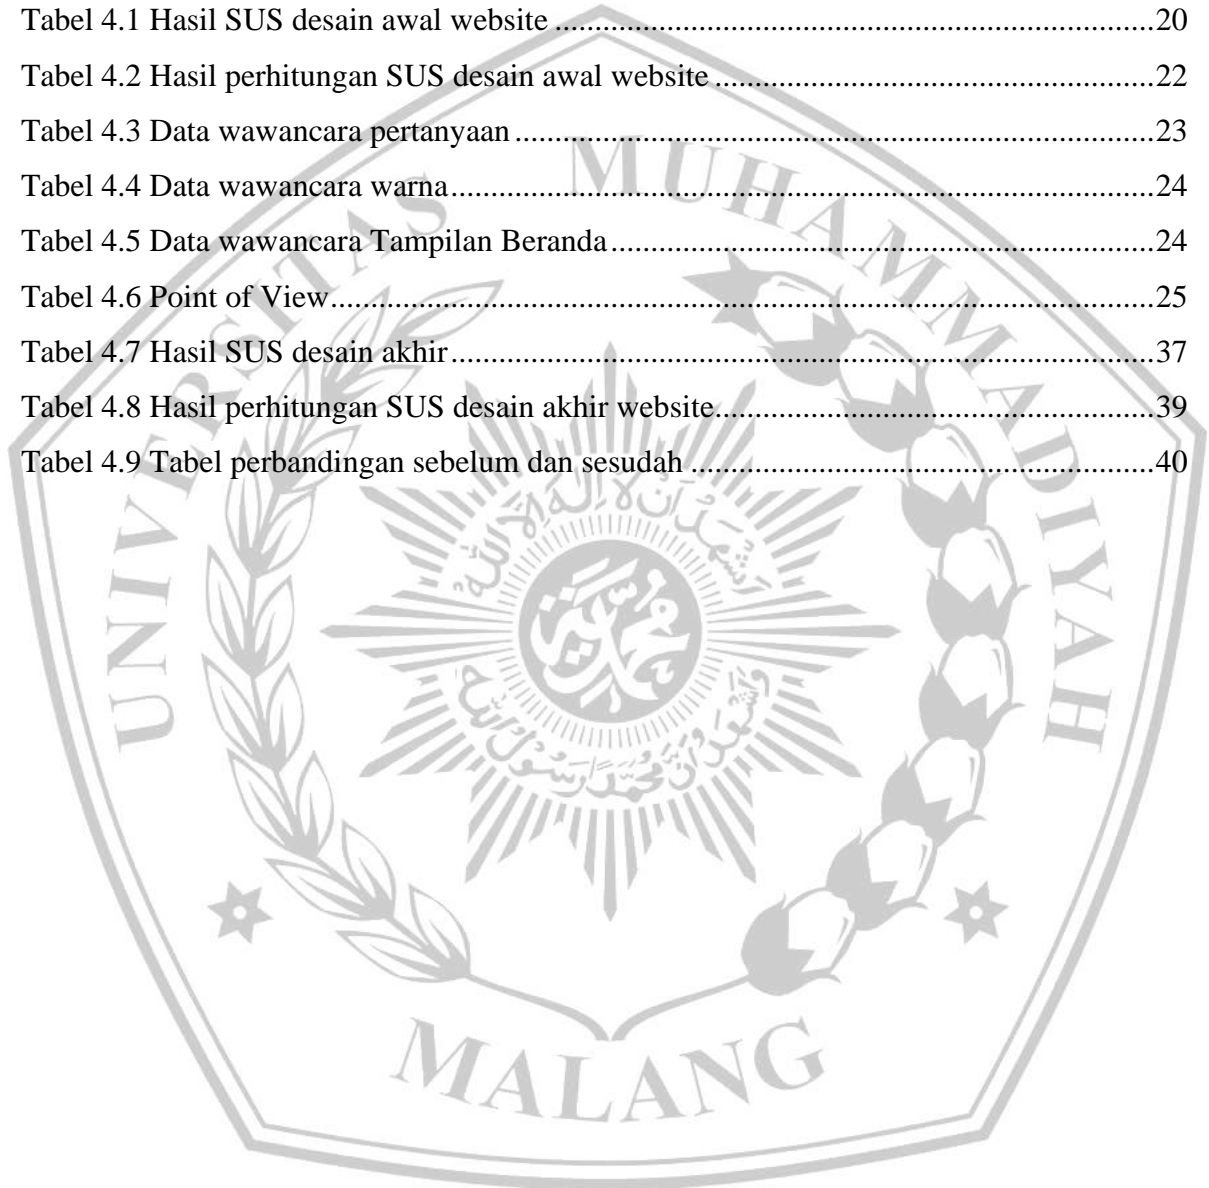 Tabel 4.1 Hasil SUS desain awal website ........................................................................... 20
Tabel 4.2 Hasil perhitungan SUS desain awal website ....................................................... 22
Tabel 4.3 Data wawancara pertanyaan ................................................................................ 23
Tabel 4.4 Data wawancara warna ........................................................................................ 24
Tabel 4.5 Data wawancara Tampilan Beranda .................................................................... 24
Tabel 4.6 Point of View ....................................................................................................... 25
Tabel 4.7 Hasil SUS desain akhir ........................................................................................ 37
Tabel 4.8 Hasil perhitungan SUS desain akhir website ....................................................... 39
Tabel 4.9 Tabel perbandingan sebelum dan sesudah .......................................................... 40
UNIVERSITAS MUHAMMADIYAH
MALANG